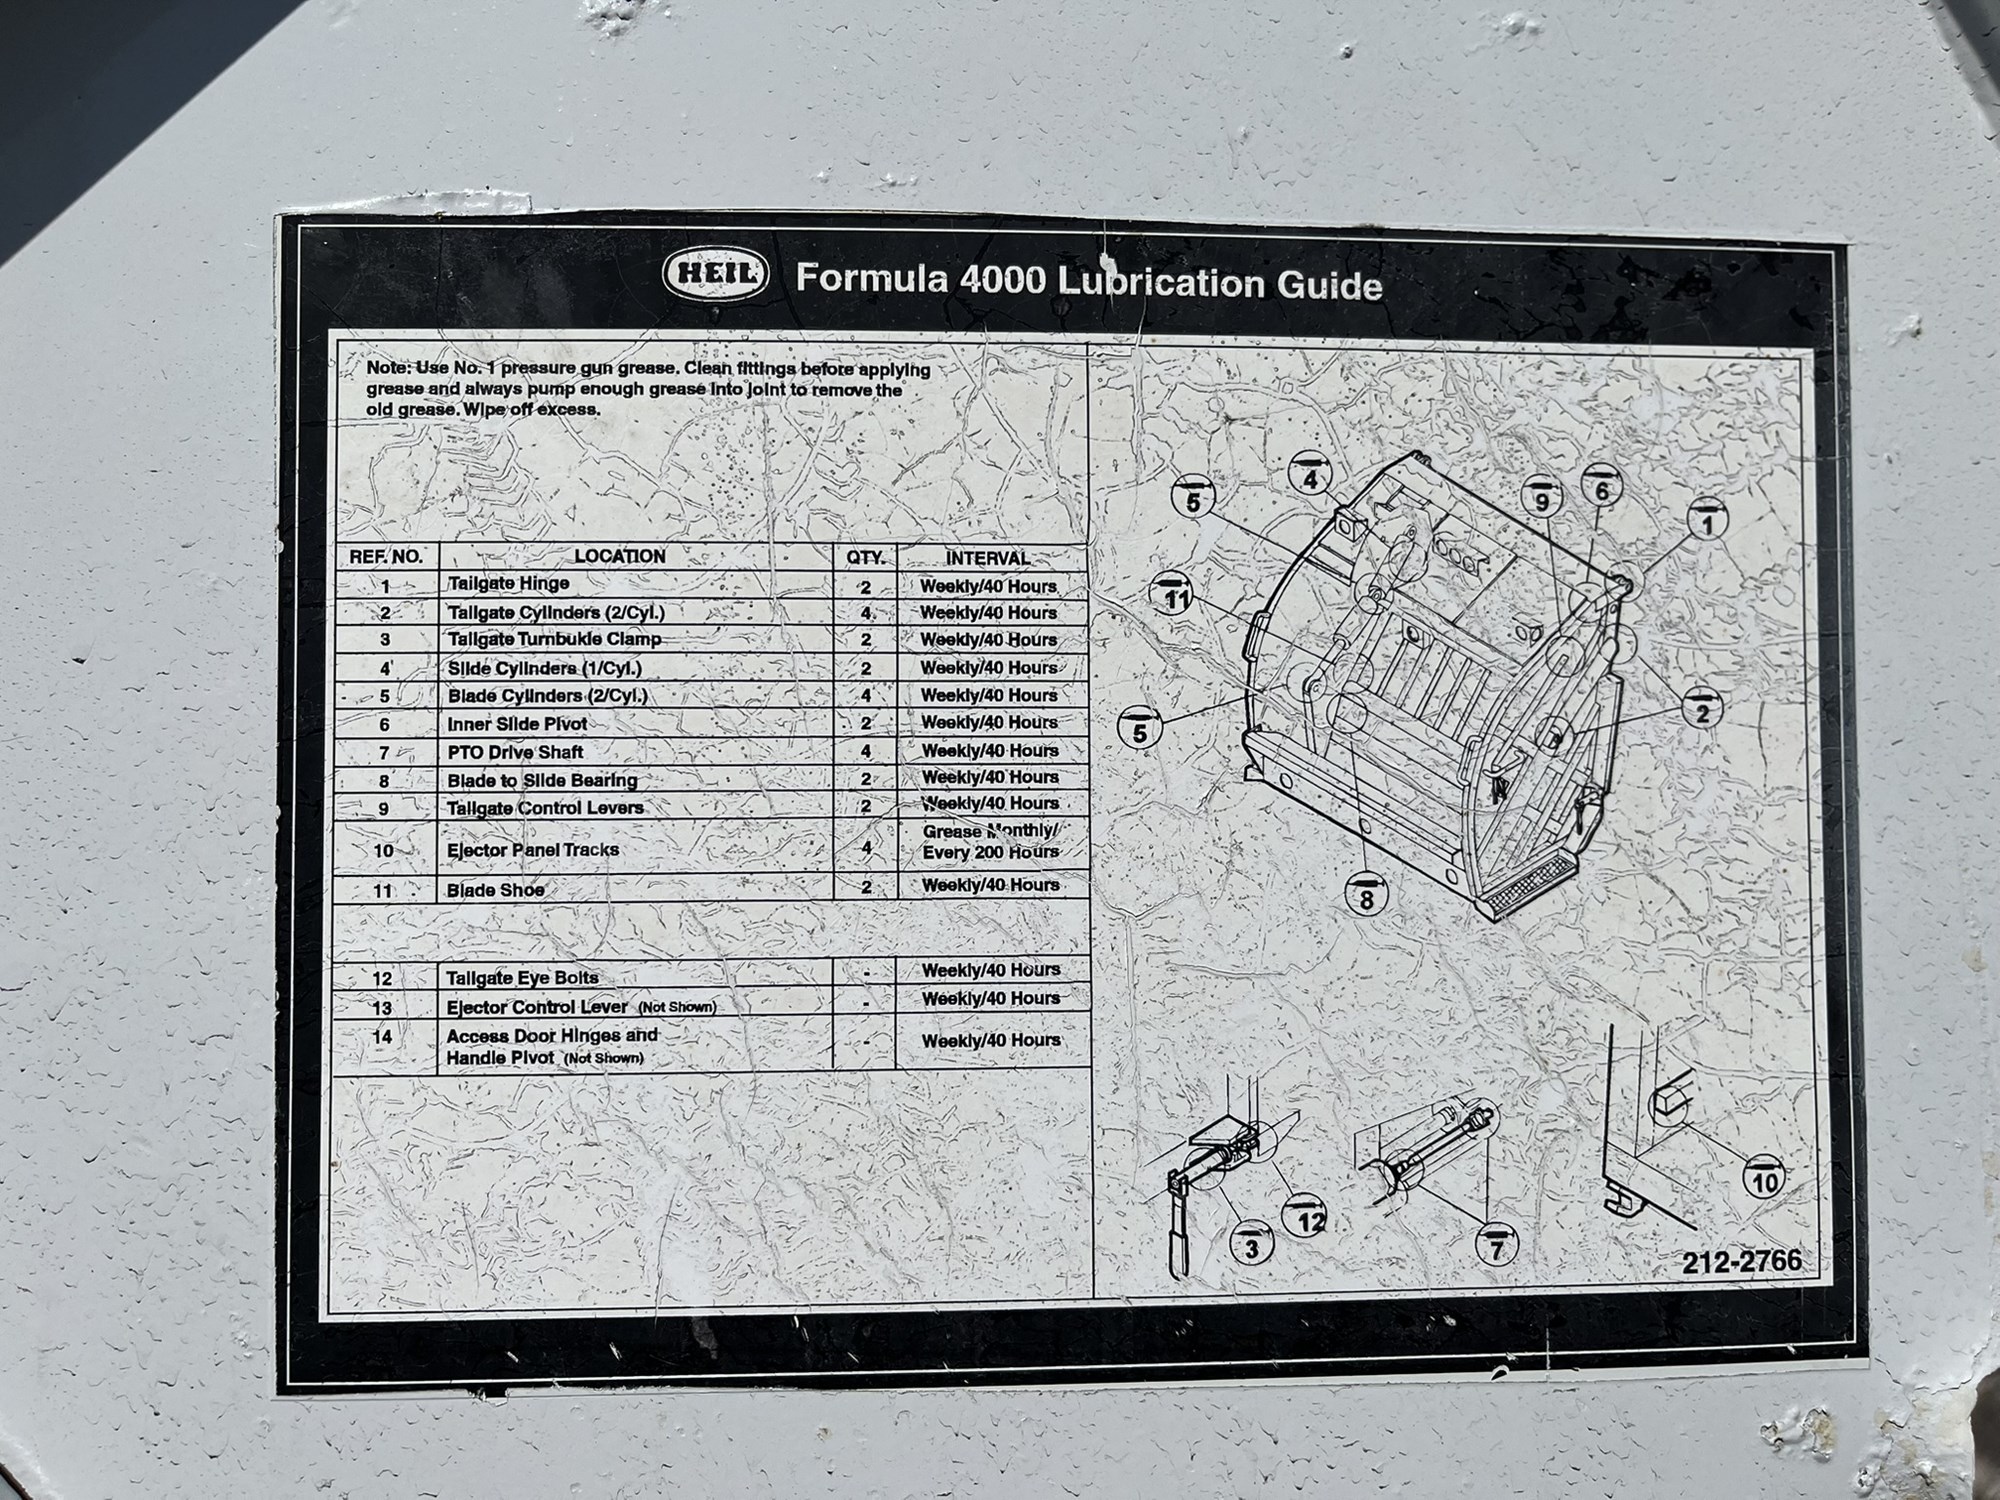 HEIL Formula 4000 Lubrication Guide
Note: Use No. 1 pressure gun grease. Clean fittings before applying
grease and always pump enough grease into joint to remove the
old grease. Wipe off excess.
REF. NO. LOCATION QTY. INTERVAL
1 Tailgate Hinge 2 Weekly/40 Hours
2 Tailgate Cylinders (2/Cyl.) 4 Weekly/40 Hours
3 Tailgate Turnbukle Clamp 2 Weekly/40 Hours
4 Slide Cylinders (1/Cyl.) 2 Weekly/40 Hours
5 Blade Cylinders (2/Cyl.) 4 Weekly/40 Hours
6 Inner Slide Pivot 2 Weekly/40 Hours
7 PTO Drive Shaft 4 Weekly/40 Hours
8 Blade to Slide Bearing 2 Weekly/40 Hours
9 Tailgate Control Levers 2 Weekly/40 Hours
10 Ejector Panel Tracks 4 Grease Monthly/
Every 200 Hours
11 Blade Shoe 2 Weekly/40 Hours
12 Tailgate Eye Bolts - Weekly/40 Hours
13 Ejector Control Lever (Not Shown) - Weekly/40 Hours
14 Access Door Hinges and
Handle Pivot (Not Shown) - Weekly/40 Hours
4
5
9
6
1
11
5
2
8
3
12
7
10
212-2766